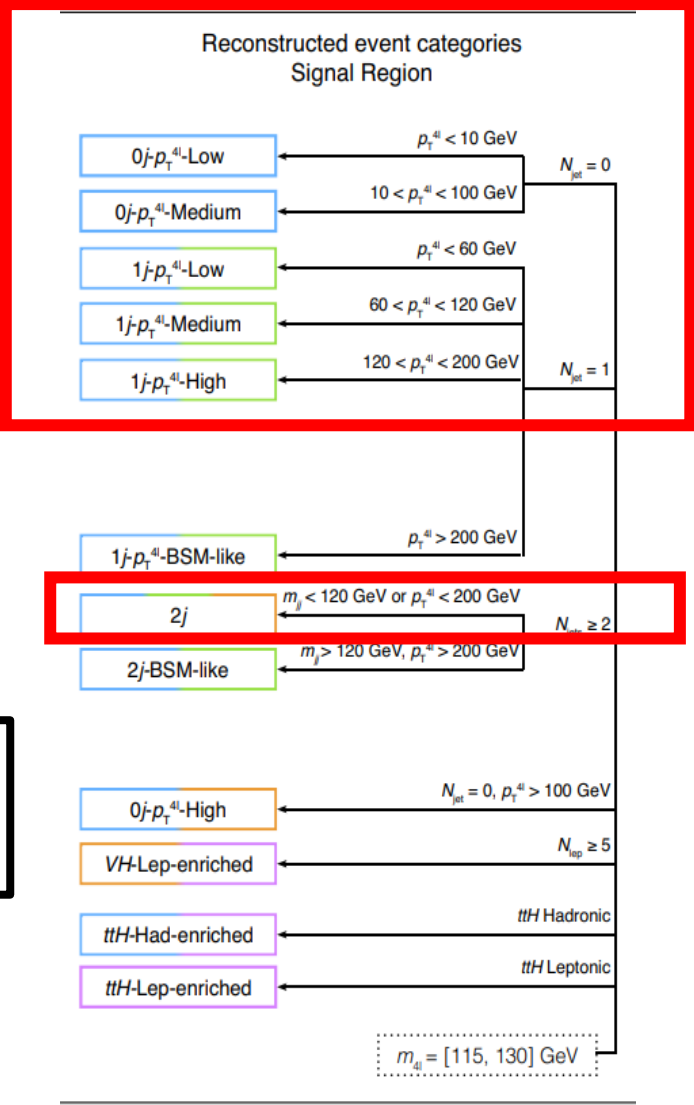 Reconstructed event categories
Signal Region
p_T^4l < 10 GeV
0j-p_T^4l-Low
N_jet = 0
10 < p_T^4l < 100 GeV
0j-p_T^4l-Medium
p_T^4l < 60 GeV
1j-p_T^4l-Low
60 < p_T^4l < 120 GeV
1j-p_T^4l-Medium
120 < p_T^4l < 200 GeV
N_jet = 1
1j-p_T^4l-High
p_T^4l > 200 GeV
1j-p_T^4l-BSM-like
m_jj < 120 GeV or p_T^4l < 200 GeV
2j
≥ 2
m_jj > 120 GeV, p_T^4l > 200 GeV
2j-BSM-like
N_jet = 0, p_T^4l > 100 GeV
0j-p_T^4l-High
N_lep ≥ 5
VH-Lep-enriched
ttH Hadronic
ttH-Had-enriched
ttH Leptonic
ttH-Lep-enriched
m_4l = [115, 130] GeV